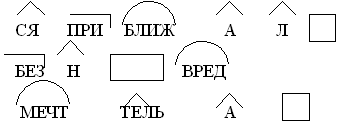 СЯ ПРИ БЛИЖ А Л
БЕЗ Н ВРЕД
МЕЧТ ТЕЛЬ А